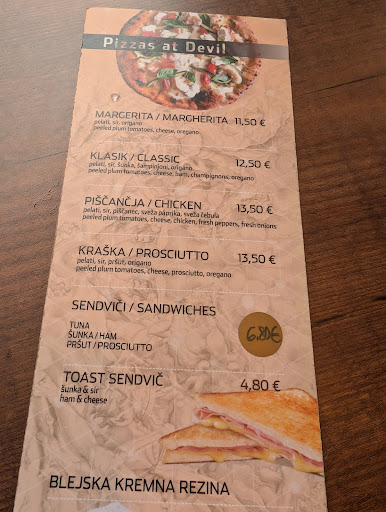 Pizzas at Devil
MARGERITA / MARGHERITA 11,50 €
pelati, sir, origano
peeled plum tomatoes, cheese, oregano
KLASIK / CLASSIC 12,50 €
pelati, sir, šunka, šampinjoni, origano
peeled plum tomatoes, cheese, ham, champignons, oregano
PIŠČANČJA / CHICKEN 13,50 €
pelati, sir, piščanec, sveža paprika, sveža čebula
peeled plum tomatoes, cheese, chicken, fresh peppers, fresh onions
KRAŠKA / PROSCIUTTO 13,50 €
pelati, sir, pršut, origano
peeled plum tomatoes, cheese, prosciutto, oregano
SENDVIČI / SANDWICHES
TUNA
ŠUNKA / HAM 6,80€
PRŠUT / PROSCIUTTO
TOAST SENDVIČ 4,80 €
šunka & sir
ham & cheese
BLEJSKA KREMNA REZINA